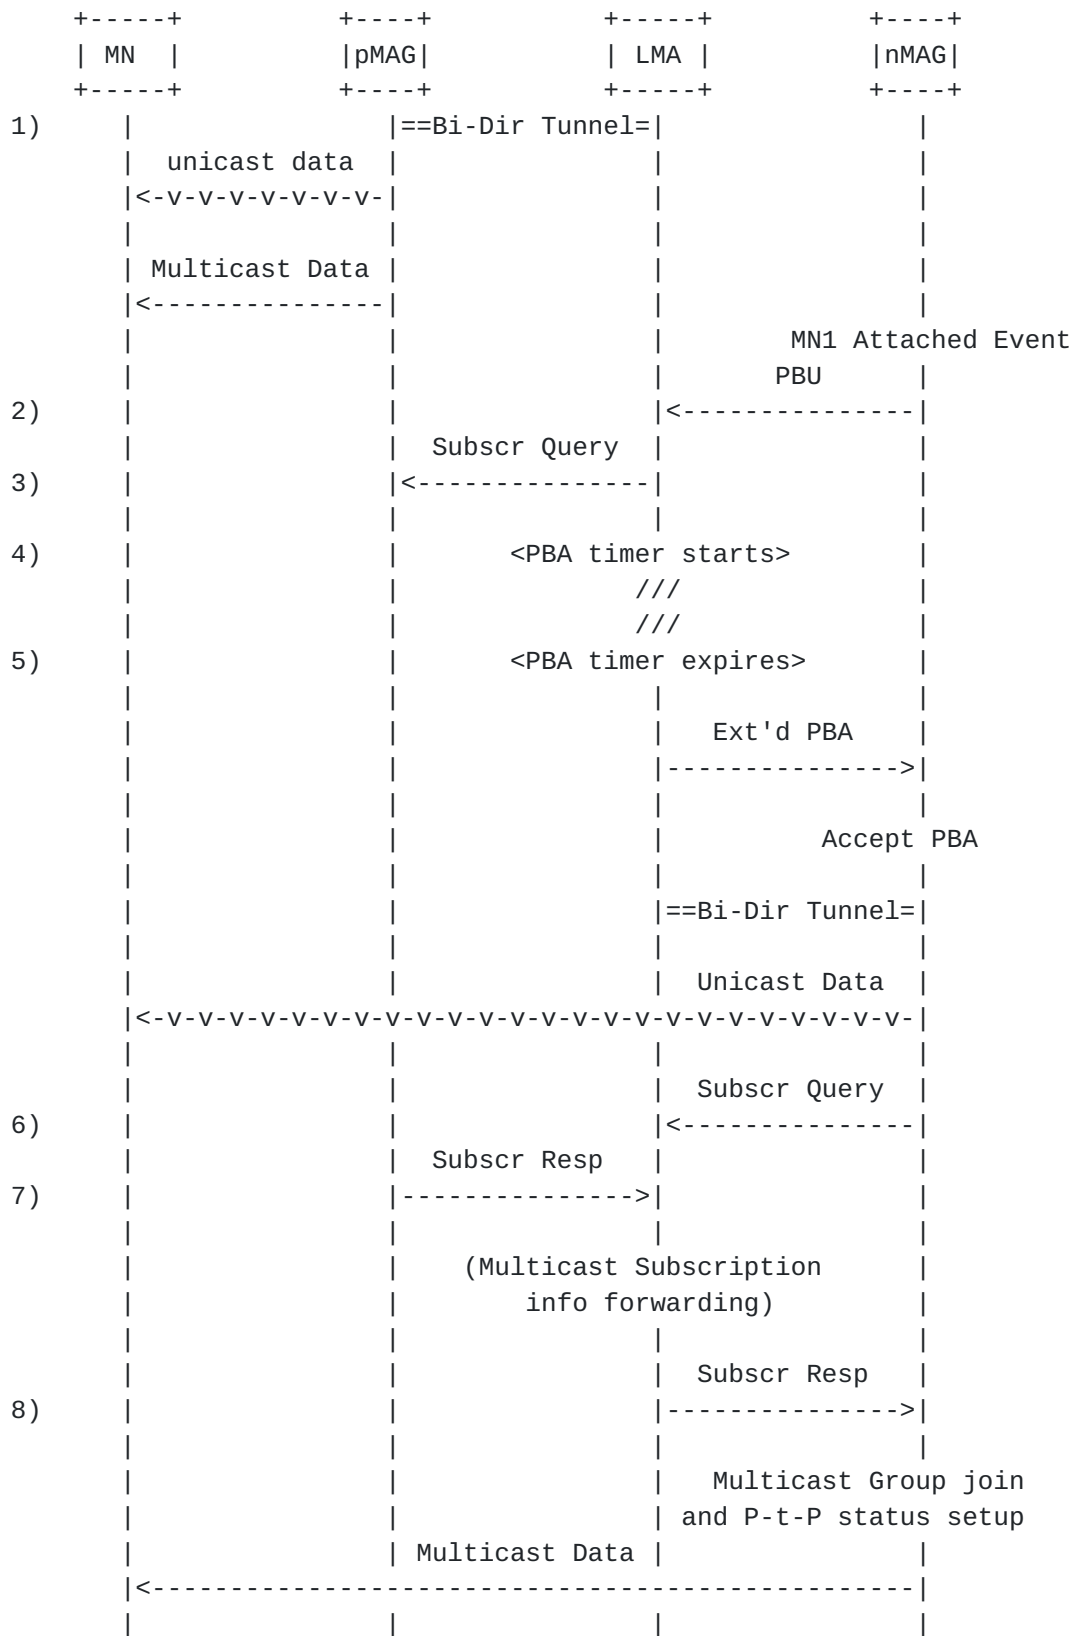 +-----+          +----+           +-----+          +----+
    | MN  |          |pMAG|           | LMA |          |nMAG|
    +-----+          +----+           +-----+          +----+
1)     |                |==Bi-Dir Tunnel=|                |
       |  unicast data  |                |                |
       |<-v-v-v-v-v-v-v-|                |                |
       |                |                |                |
       | Multicast Data |                |                |
       |<---------------|                |                |
       |                |                |        MN1 Attached Event
       |                |                |       PBU      |
2)     |                |                |<---------------|
       |                |  Subscr Query  |                |
3)     |                |<---------------|                |
       |                |                |                |
4)     |                |       <PBA timer starts>        |
       |                |               ///               |
       |                |               ///               |
5)     |                |       <PBA timer expires>       |
       |                |                |                |
       |                |                |   Ext'd PBA    |
       |                |                |--------------->|
       |                |                |                |
       |                |                |          Accept PBA
       |                |                |                |
       |                |                |==Bi-Dir Tunnel=|
       |                |                |                |
       |                |                |  Unicast Data  |
       |<-v-v-v-v-v-v-v-v-v-v-v-v-v-v-v-v-v-v-v-v-v-v-v-v-|
       |                |                |                |
       |                |                |  Subscr Query  |
6)     |                |                |<---------------|
       |                |  Subscr Resp   |                |
7)     |                |--------------->|                |
       |                |                |                |
       |                |    (Multicast Subscription      |
       |                |        info forwarding)         |
       |                |                |                |
       |                |                |  Subscr Resp   |
8)     |                |                |--------------->|
       |                |                |                |
       |                |                |   Multicast Group join
       |                |                | and P-t-P status setup
       |                | Multicast Data |                |
       |<-------------------------------------------------|
       |                |                |                |